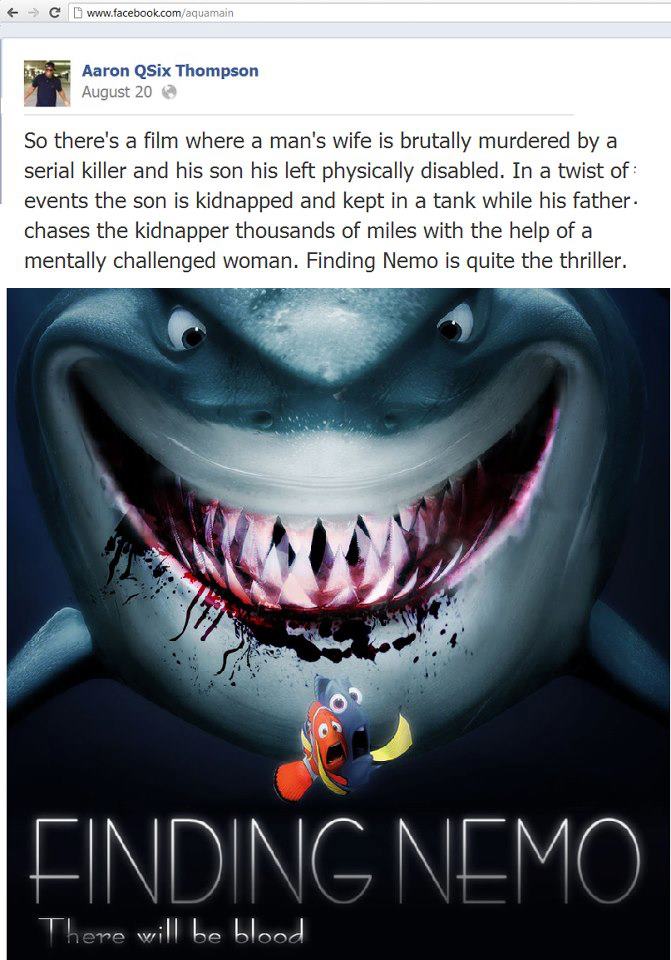 www.facebook.com/aquamain
Aaron QSix Thompson
August 20
So there's a film where a man's wife is brutally murdered by a
serial killer and his son his left physically disabled. In a twist of
events the son is kidnapped and kept in a tank while his father
chases the kidnapper thousands of miles with the help of a
mentally challenged woman. Finding Nemo is quite the thriller.
FINDING NEMO
There will be blood